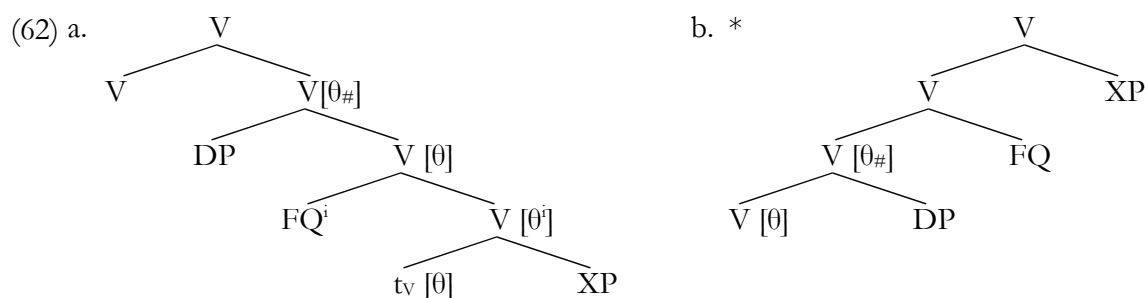 (62) a. V b. * V
V V[θ#] V XP
DP V [θ] V [θ#] FQ
FQⁱ V [θⁱ] V [θ] DP
tᵥ [θ] XP